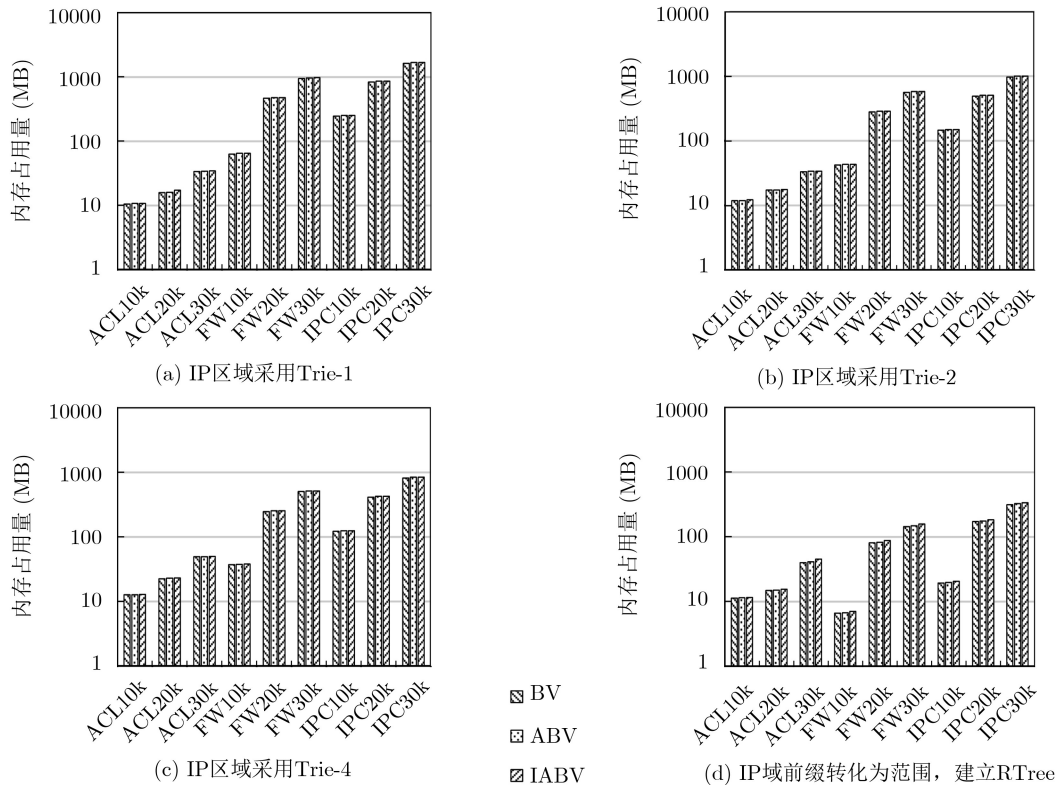 10000
1000
100
10
1
内存占用量 (MB)
ACL10k
ACL20k
ACL30k
FW10k
FW20k
FW30k
IPC10k
IPC20k
IPC30k
(a) IP区域采用Trie-1
10000
1000
100
10
1
内存占用量 (MB)
ACL10k
ACL20k
ACL30k
FW10k
FW20k
FW30k
IPC10k
IPC20k
IPC30k
(b) IP区域采用Trie-2
10000
1000
100
10
1
内存占用量 (MB)
ACL10k
ACL20k
ACL30k
FW10k
FW20k
FW30k
IPC10k
IPC20k
IPC30k
(c) IP区域采用Trie-4
BV
ABV
IABV
10000
1000
100
10
1
内存占用量 (MB)
ACL10k
ACL20k
ACL30k
FW10k
FW20k
FW30k
IPC10k
IPC20k
IPC30k
(d) IP域前缀转化为范围，建立RTree